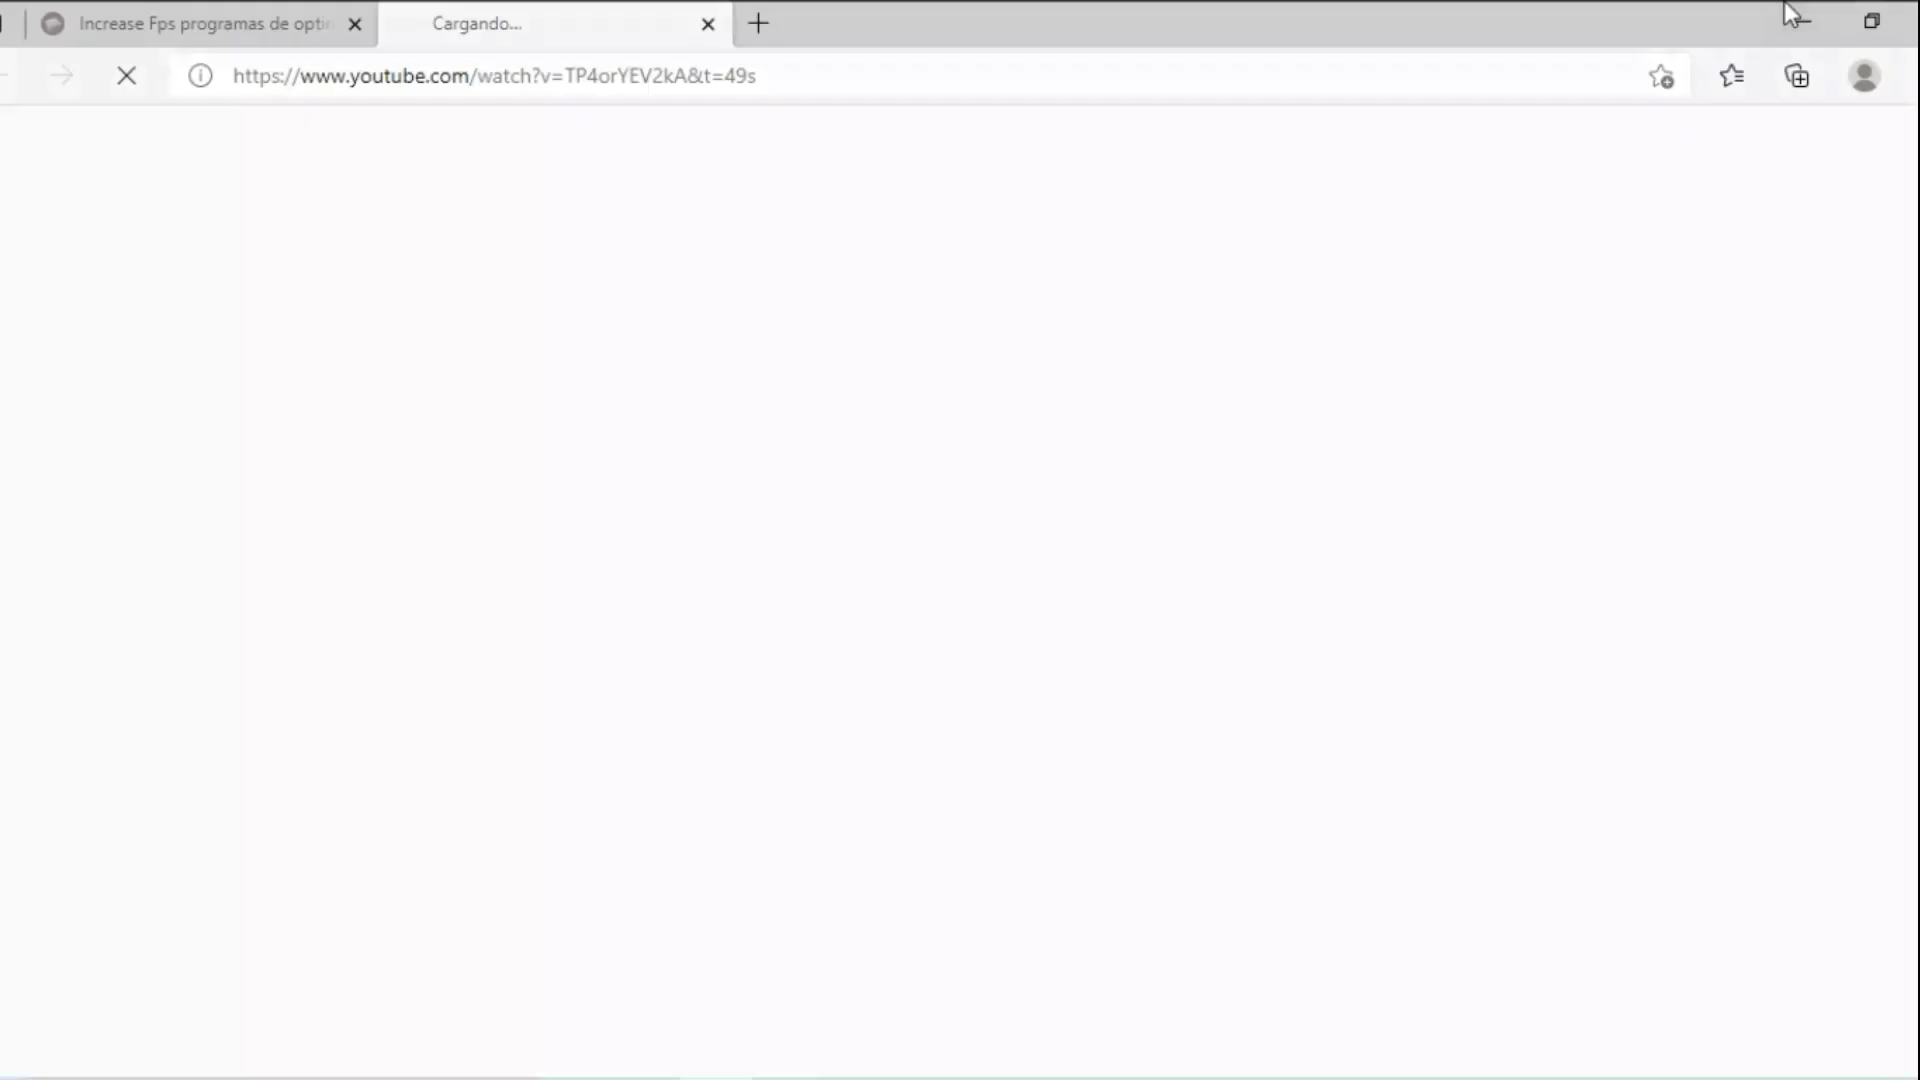 Increase Fps programas de opti
Cargando...
https://www.youtube.com/watch?v=TP4orYEV2kA&t=49s